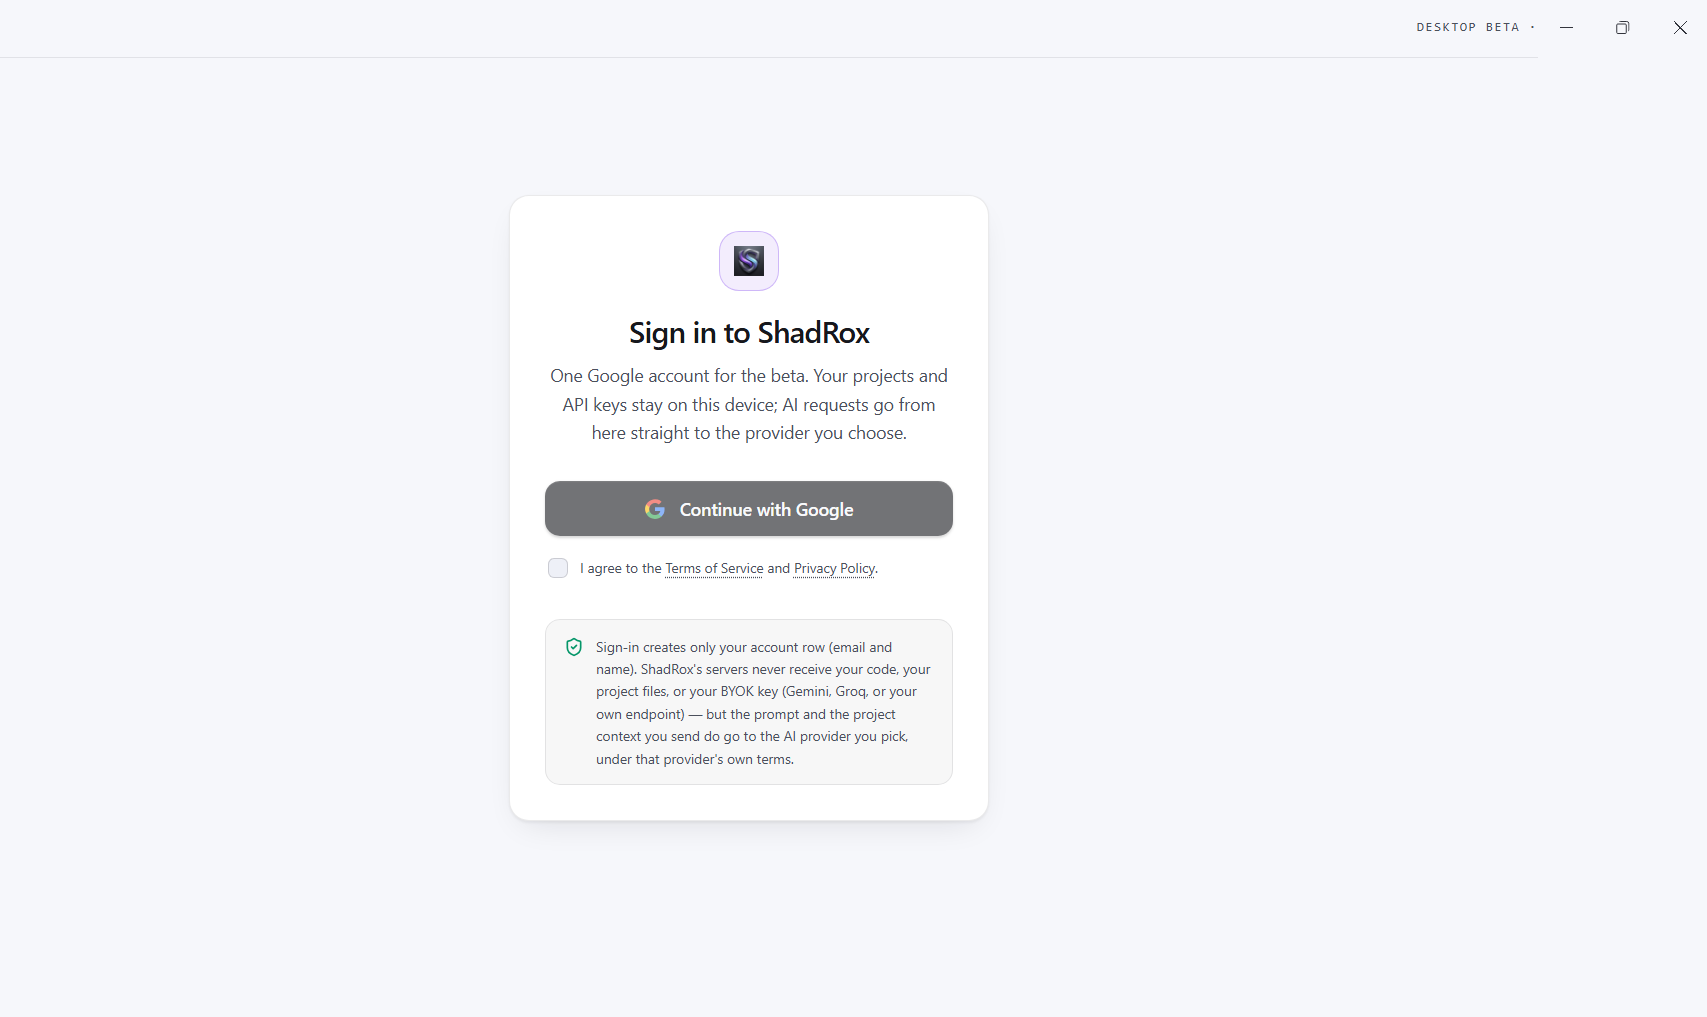 DESKTOP BETA ·
Sign in to ShadRox
One Google account for the beta. Your projects and
API keys stay on this device; AI requests go from
here straight to the provider you choose.
Continue with Google
I agree to the Terms of Service and Privacy Policy.
Sign-in creates only your account row (email and
name). ShadRox's servers never receive your code, your
project files, or your BYOK key (Gemini, Groq, or your
own endpoint) — but the prompt and the project
context you send do go to the AI provider you pick,
under that provider's own terms.